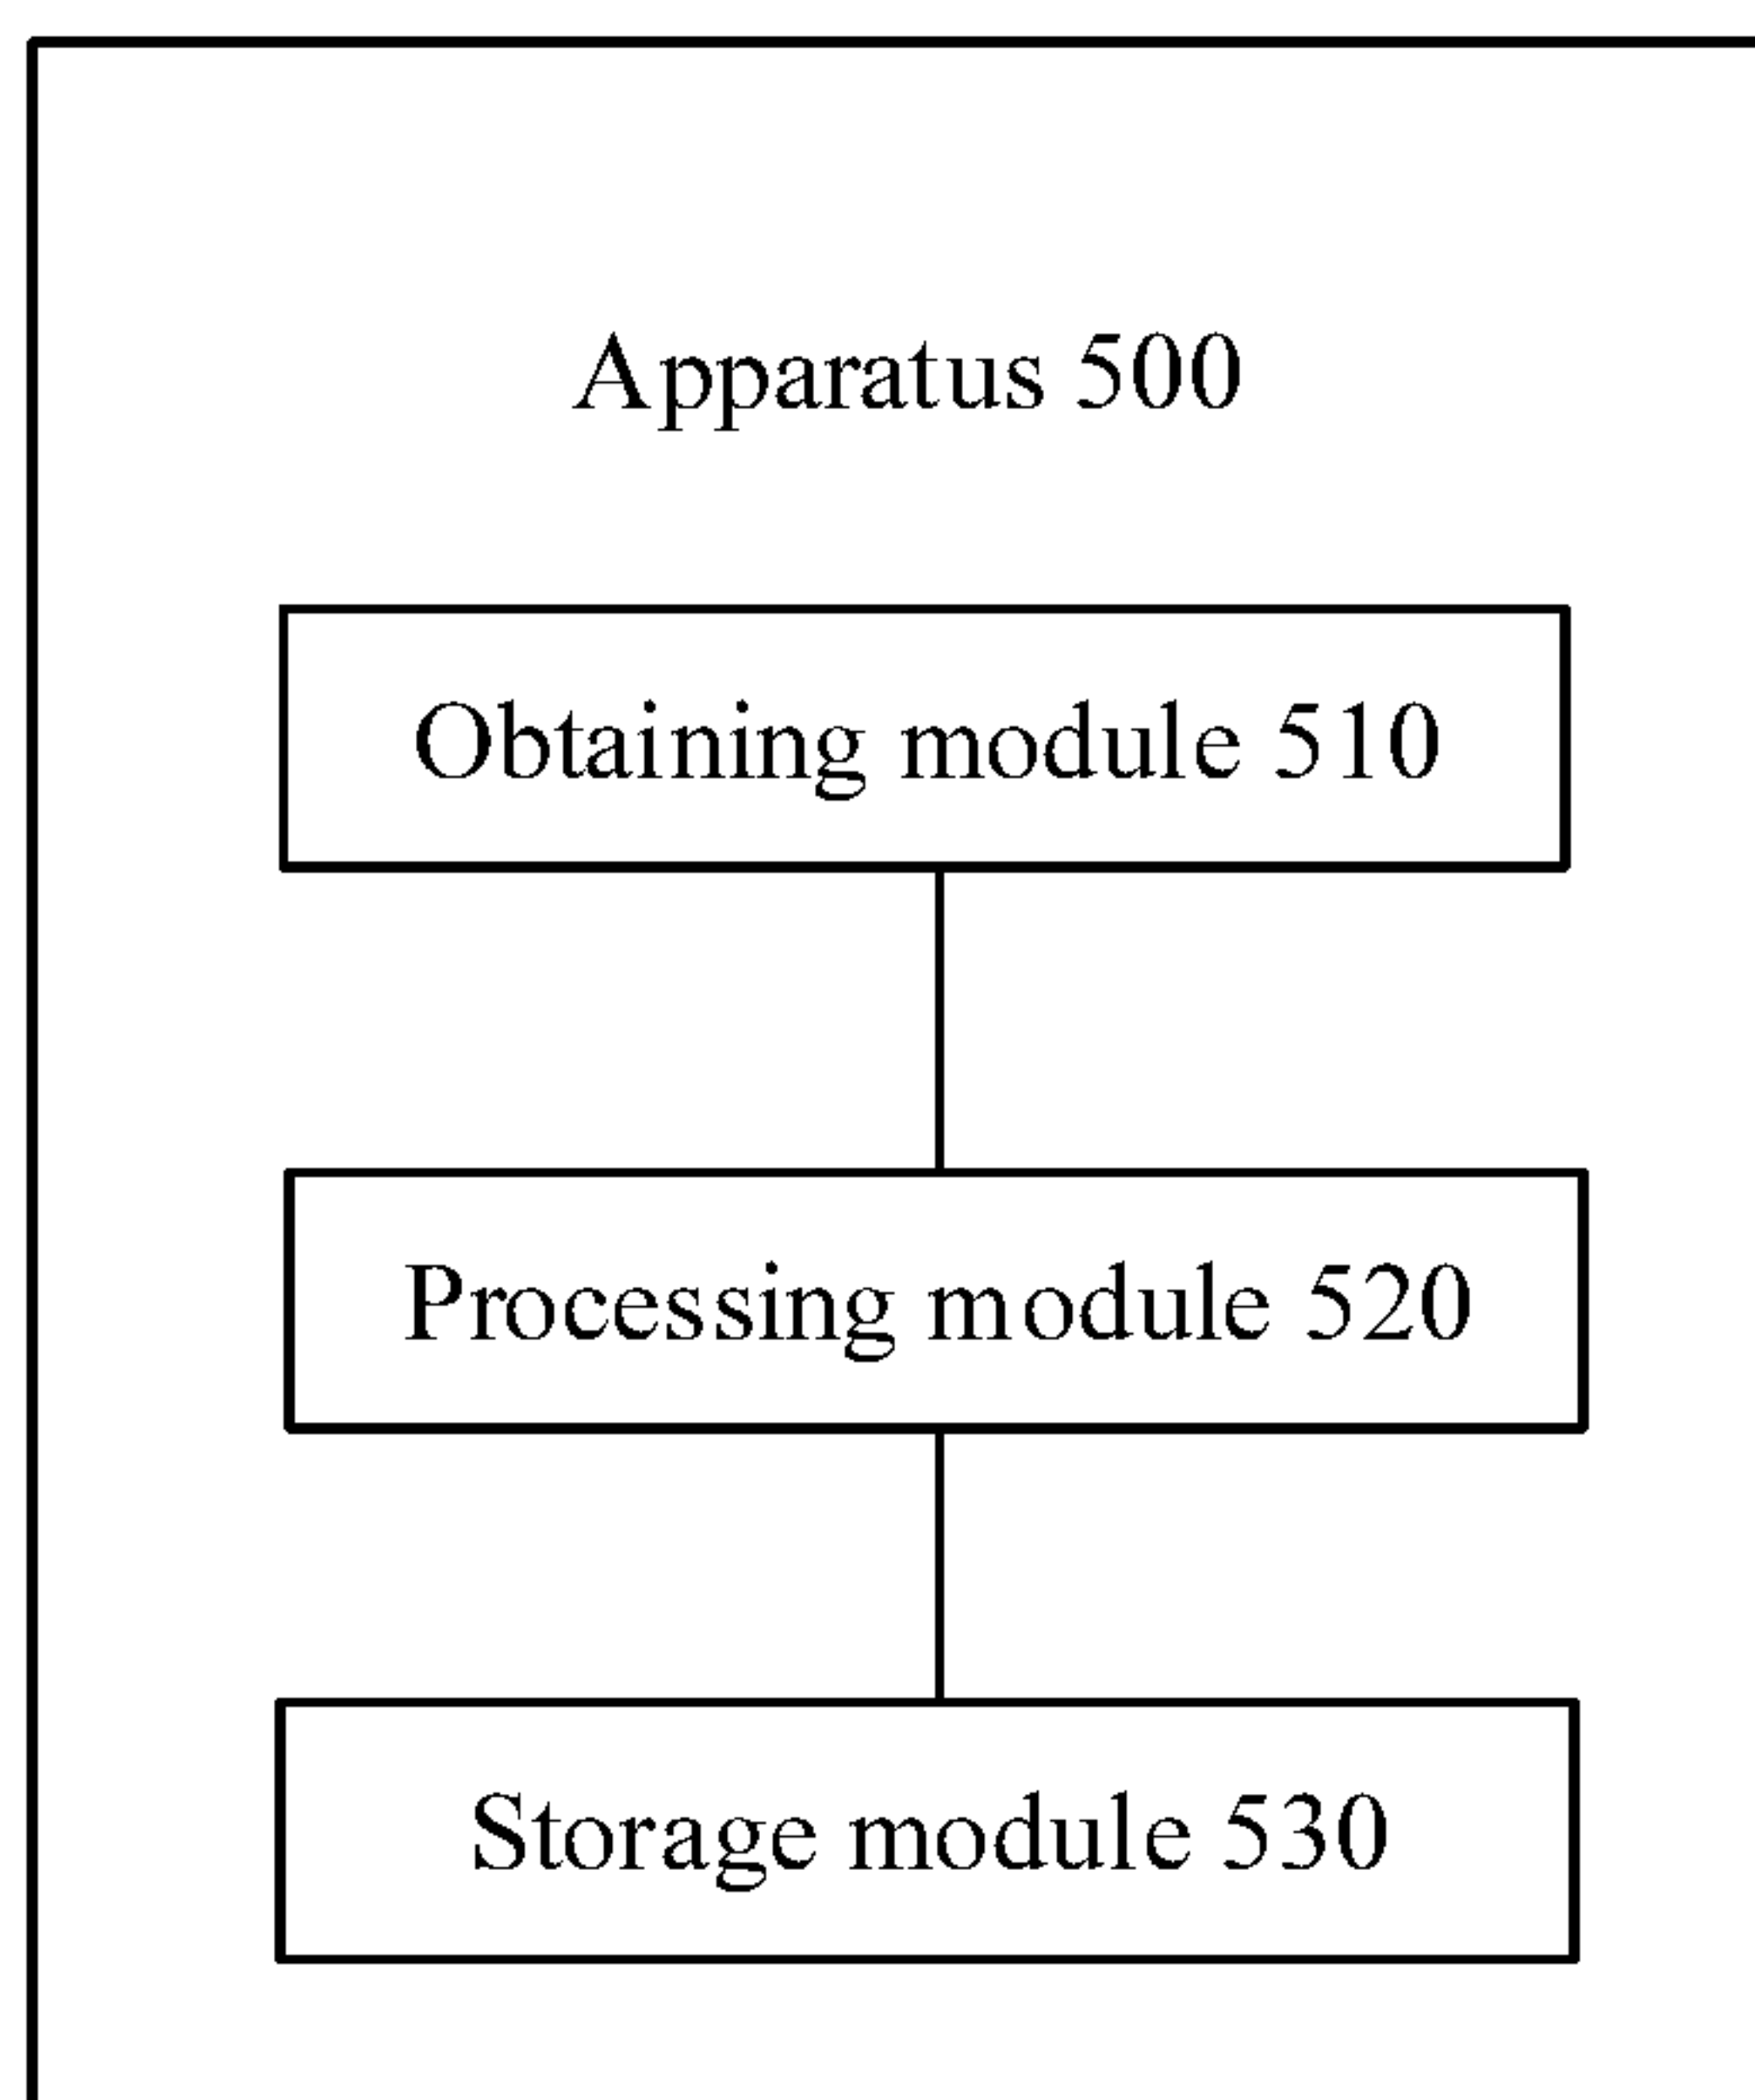 Apparatus 500
Obtaining module 510
Processing module 520
Storage module 530